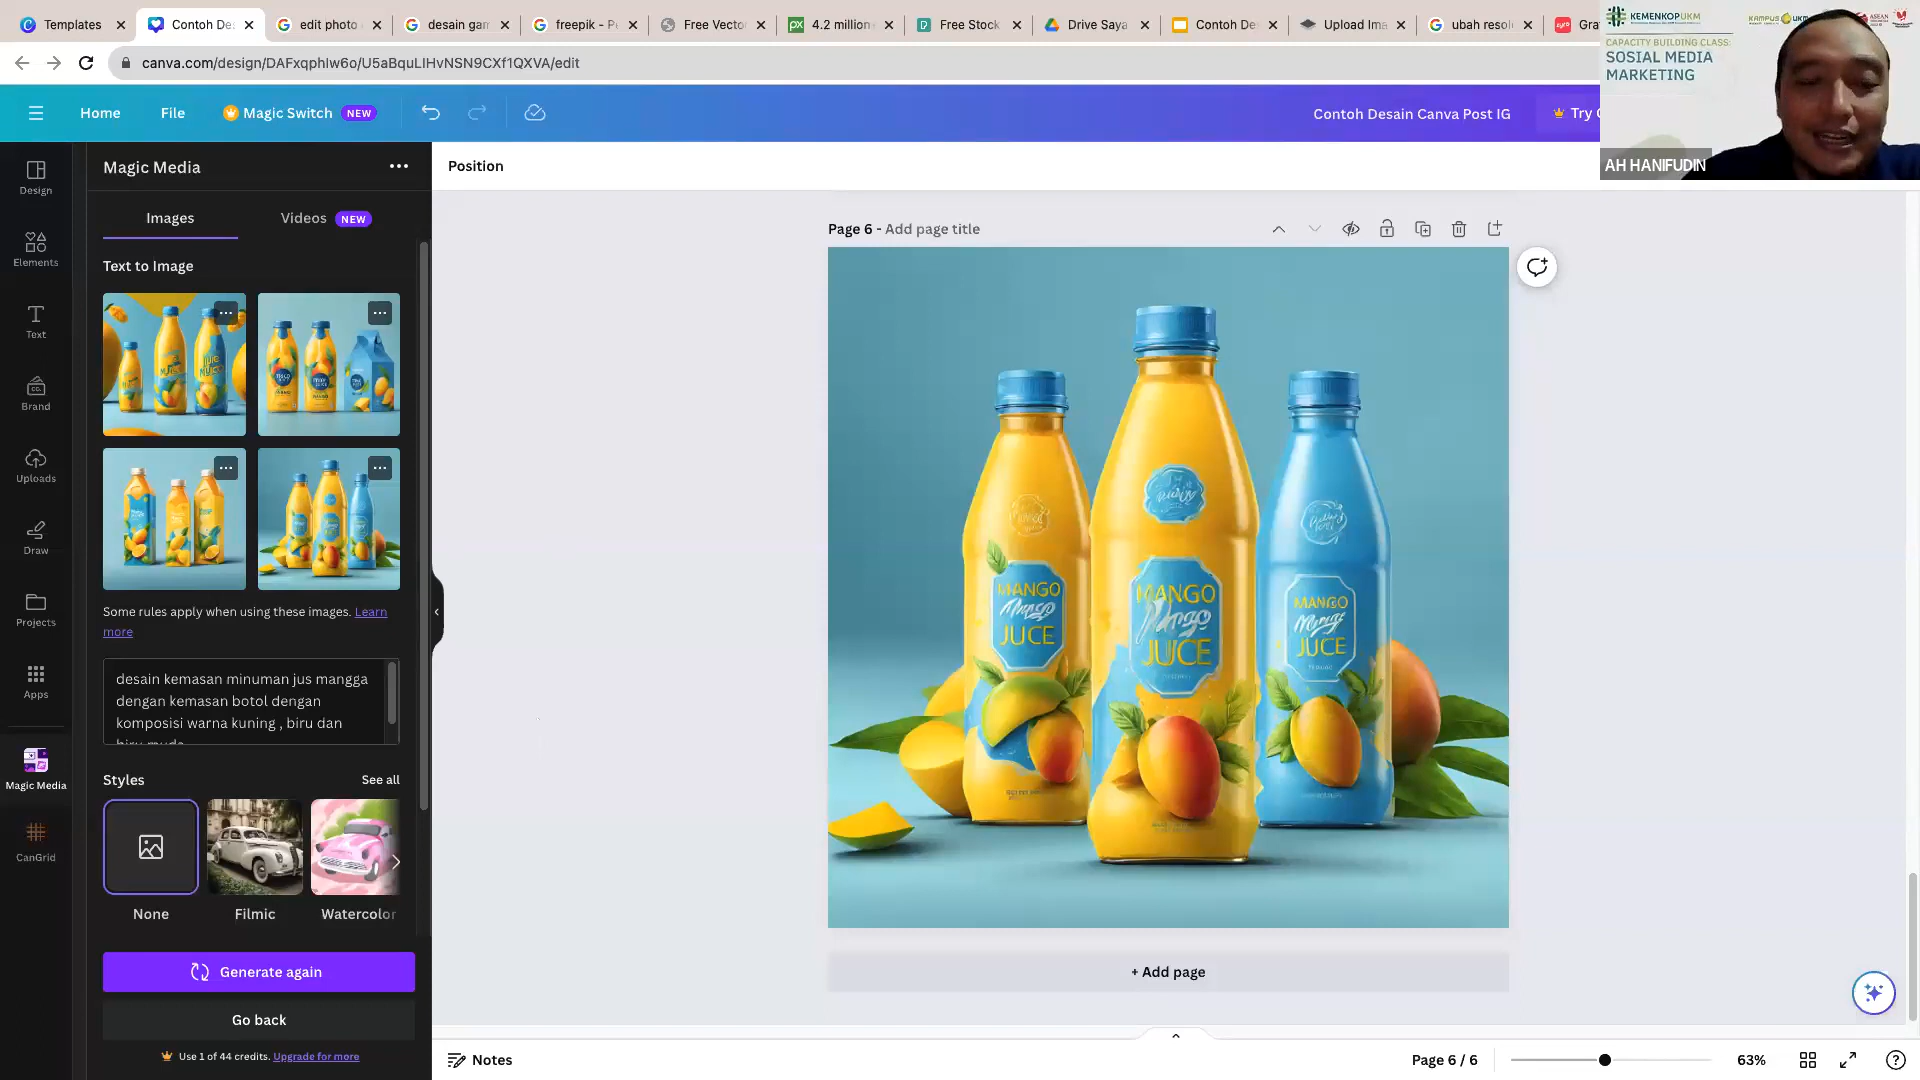 Templates
Contoh De
edit photo
desain gam
freepik - P
Free Vecto
4.2 million
Free Stock
Drive Saya
Contoh De
Upload Ima
ubah resol
Gra
canva.com/design/DAFxqphIw6o/U5aBquLIHvNSN9CXf1QXVA/edit
KEMENKOPUKM
CAPACITY BUILDING CLASS:
SOSIAL MEDIA
MARKETING
AH HANIFUDIN
Home
File
Magic Switch
NEW
Contoh Desain Canva Post IG
Try
Design
Elements
Text
Brand
Uploads
Draw
Projects
Apps
Magic Media
CanGrid
Magic Media
Images
Videos
NEW
Text to Image
Some rules apply when using these images. Learn
more
desain kemasan minuman jus mangga
dengan kemasan botol dengan
komposisi warna kuning , biru dan
biru muda
Styles
See all
None
Filmic
Watercolor
Generate again
Go back
Use 1 of 44 credits. Upgrade for more
Position
Page 6 - Add page title
MANGO
Mango
JUCE
MANGO
Mango
JUCE
MANGO
Mango
JUCE
+ Add page
Notes
Page 6 / 6
63%